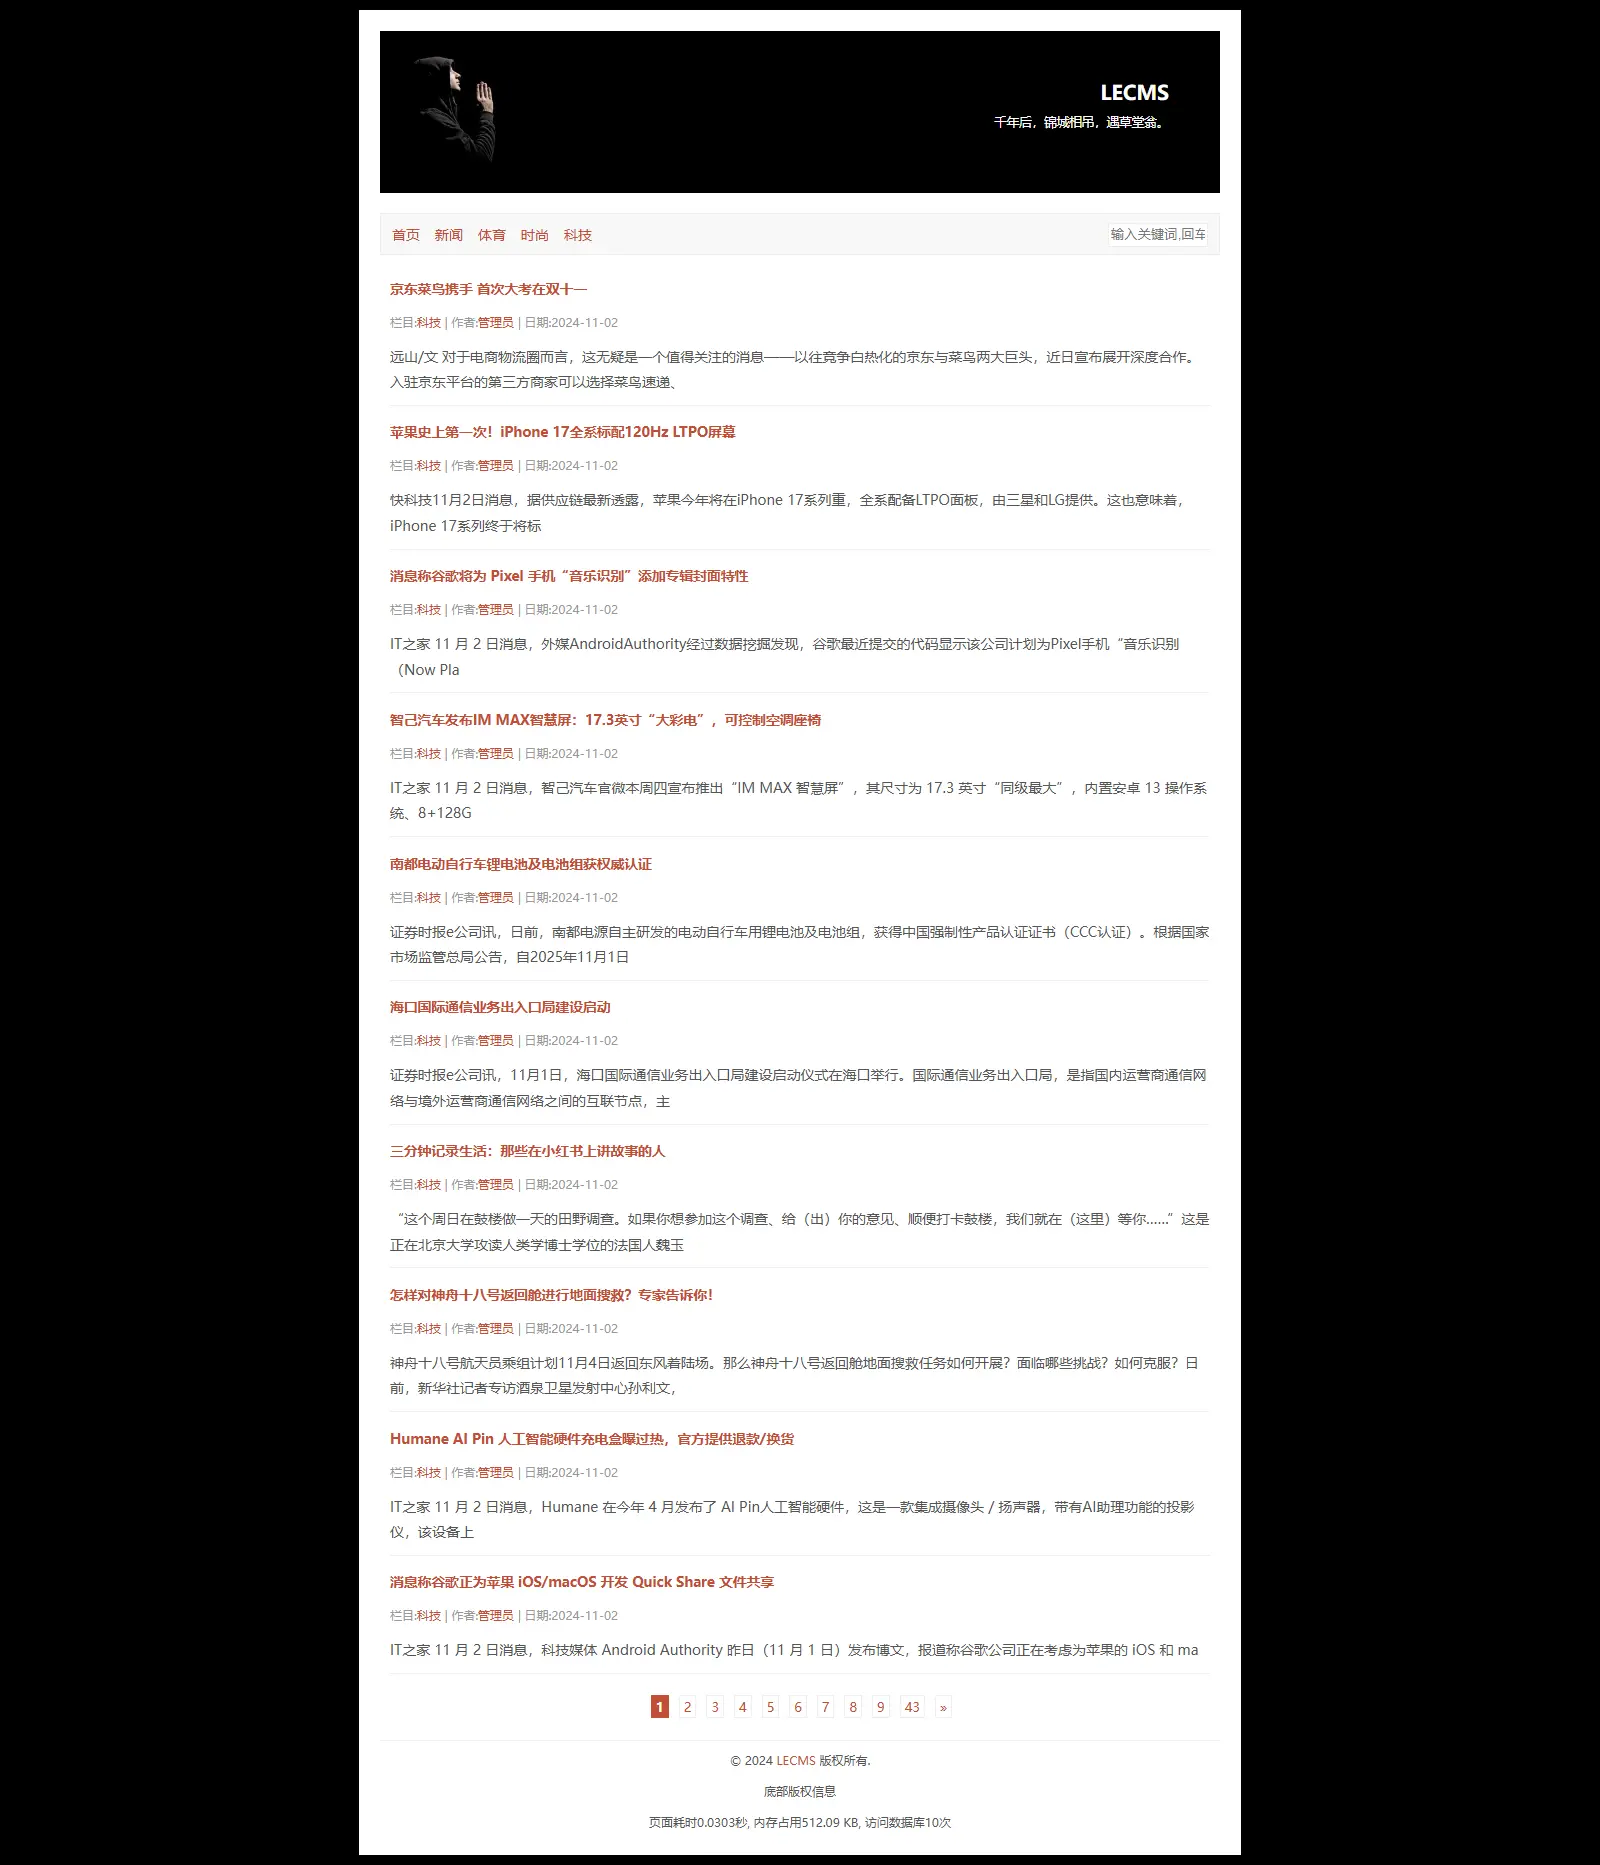 LECMS
千年后，锦城相吊，遇草堂翁。
首页 新闻 体育 时尚 科技 输入关键词,回车
京东菜鸟携手 首次大考在双十一
栏目:科技 | 作者:管理员 | 日期:2024-11-02
远山/文 对于电商物流圈而言，这无疑是一个值得关注的消息——以往竞争白热化的京东与菜鸟两大巨头，近日宣布展开深度合作。
入驻京东平台的第三方商家可以选择菜鸟速递、
苹果史上第一次！iPhone 17全系标配120Hz LTPO屏幕
栏目:科技 | 作者:管理员 | 日期:2024-11-02
快科技11月2日消息，据供应链最新透露，苹果今年将在iPhone 17系列重，全系配备LTPO面板，由三星和LG提供。这也意味着，
iPhone 17系列终于将标
消息称谷歌将为 Pixel 手机“音乐识别”添加专辑封面特性
栏目:科技 | 作者:管理员 | 日期:2024-11-02
IT之家 11 月 2 日消息，外媒AndroidAuthority经过数据挖掘发现，谷歌最近提交的代码显示该公司计划为Pixel手机“音乐识别
（Now Pla
智己汽车发布IM MAX智慧屏：17.3英寸“大彩电”，可控制空调座椅
栏目:科技 | 作者:管理员 | 日期:2024-11-02
IT之家 11 月 2 日消息，智己汽车官微本周四宣布推出“IM MAX 智慧屏”，其尺寸为 17.3 英寸“同级最大”，内置安卓 13 操作系
统、8+128G
南都电动自行车锂电池及电池组获权威认证
栏目:科技 | 作者:管理员 | 日期:2024-11-02
证券时报e公司讯，日前，南都电源自主研发的电动自行车用锂电池及电池组，获得中国强制性产品认证证书（CCC认证）。根据国家
市场监管总局公告，自2025年11月1日
海口国际通信业务出入口局建设启动
栏目:科技 | 作者:管理员 | 日期:2024-11-02
证券时报e公司讯，11月1日，海口国际通信业务出入口局建设启动仪式在海口举行。国际通信业务出入口局，是指国内运营商通信网
络与境外运营商通信网络之间的互联节点，主
三分钟记录生活：那些在小红书上讲故事的人
栏目:科技 | 作者:管理员 | 日期:2024-11-02
“这个周日在鼓楼做一天的田野调查。如果你想参加这个调查、给（出）你的意见、顺便打卡鼓楼，我们就在（这里）等你……”这是
正在北京大学攻读人类学博士学位的法国人魏玉
怎样对神舟十八号返回舱进行地面搜救？专家告诉你！
栏目:科技 | 作者:管理员 | 日期:2024-11-02
神舟十八号航天员乘组计划11月4日返回东风着陆场。那么神舟十八号返回舱地面搜救任务如何开展？面临哪些挑战？如何克服？日
前，新华社记者专访酒泉卫星发射中心孙利文，
Humane AI Pin 人工智能硬件充电盒曝过热，官方提供退款/换货
栏目:科技 | 作者:管理员 | 日期:2024-11-02
IT之家 11 月 2 日消息，Humane 在今年 4 月发布了 AI Pin人工智能硬件，这是一款集成摄像头 / 扬声器，带有AI助理功能的投影
仪，该设备上
消息称谷歌正为苹果 iOS/macOS 开发 Quick Share 文件共享
栏目:科技 | 作者:管理员 | 日期:2024-11-02
IT之家 11 月 2 日消息，科技媒体 Android Authority 昨日（11 月 1 日）发布博文，报道称谷歌公司正在考虑为苹果的 iOS 和 ma
1 2 3 4 5 6 7 8 9 43 »
© 2024 LECMS 版权所有.
底部版权信息
页面耗时0.0303秒, 内存占用512.09 KB, 访问数据库10次